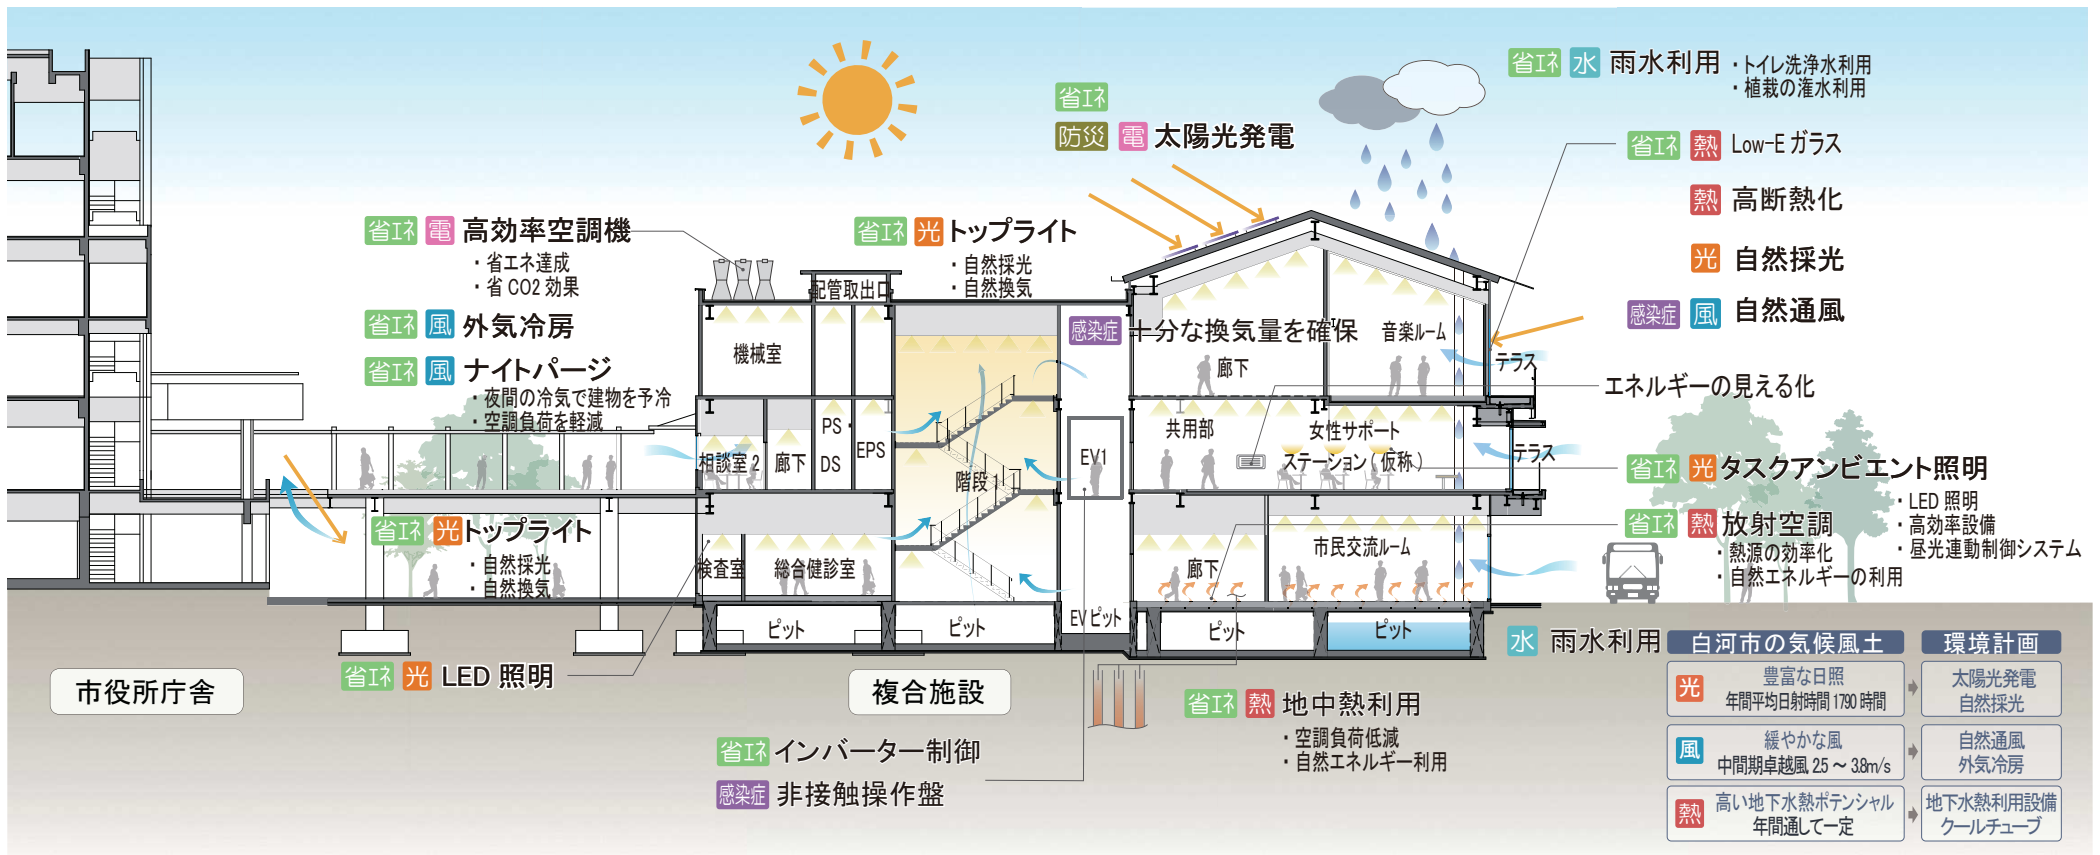 省エネ 水 雨水利用
・トイレ洗浄水利用
・植栽の潅水利用
省エネ
防災 電 太陽光発電
省エネ 熱 Low-E ガラス
熱 高断熱化
光 自然採光
感染症 風 自然通風
省エネ 電 高効率空調機
・省エネ達成
・省 CO2 効果
省エネ 風 外気冷房
省エネ 風 ナイトパージ
・夜間の冷気で建物を予冷
・空調負荷を軽減
省エネ 光 トップライト
・自然採光
・自然換気
配管取出口
感染症 十分な換気量を確保
機械室
廊下
音楽ルーム
テラス
エネルギーの見える化
PS・
DS
EPS
相談室 2
廊下
階段 1
EV1
共用部
女性サポート
ステーション(仮称)
テラス
省エネ 光 タスクアンビエント照明
・LED 照明
・高効率設備
・昼光連動制御システム
省エネ 熱 放射空調
・熱源の効率化
・自然エネルギーの利用
省エネ 光 トップライト
・自然採光
・自然換気
検査室
総合健診室
廊下
市民交流ルーム
ピット
ピット
EV ピット
ピット
ピット
水 雨水利用
省エネ 光 LED 照明
市役所庁舎
複合施設
省エネ 熱 地中熱利用
・空調負荷低減
・自然エネルギー利用
省エネ インバーター制御
感染症 非接触操作盤
白河市の気候風土
環境計画
光 豊富な日照
年間平均日射時間 1790 時間
太陽光発電
自然採光
風 緩やかな風
中間期卓越風 2.5 ～ 3.8m/s
自然通風
外気冷房
熱 高い地下水熱ポテンシャル
年間通して一定
地下水熱利用設備
クールチューブ